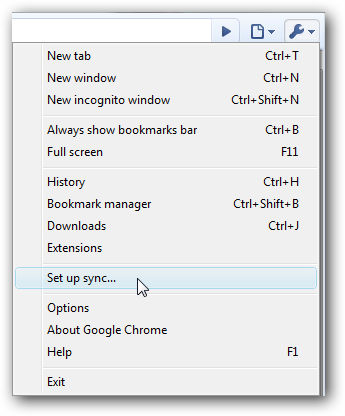 New tab Ctrl+T
New window Ctrl+N
New incognito window Ctrl+Shift+N
Always show bookmarks bar Ctrl+B
Full screen F11
History Ctrl+H
Bookmark manager Ctrl+Shift+B
Downloads Ctrl+J
Extensions
Set up sync...
Options
About Google Chrome
Help F1
Exit